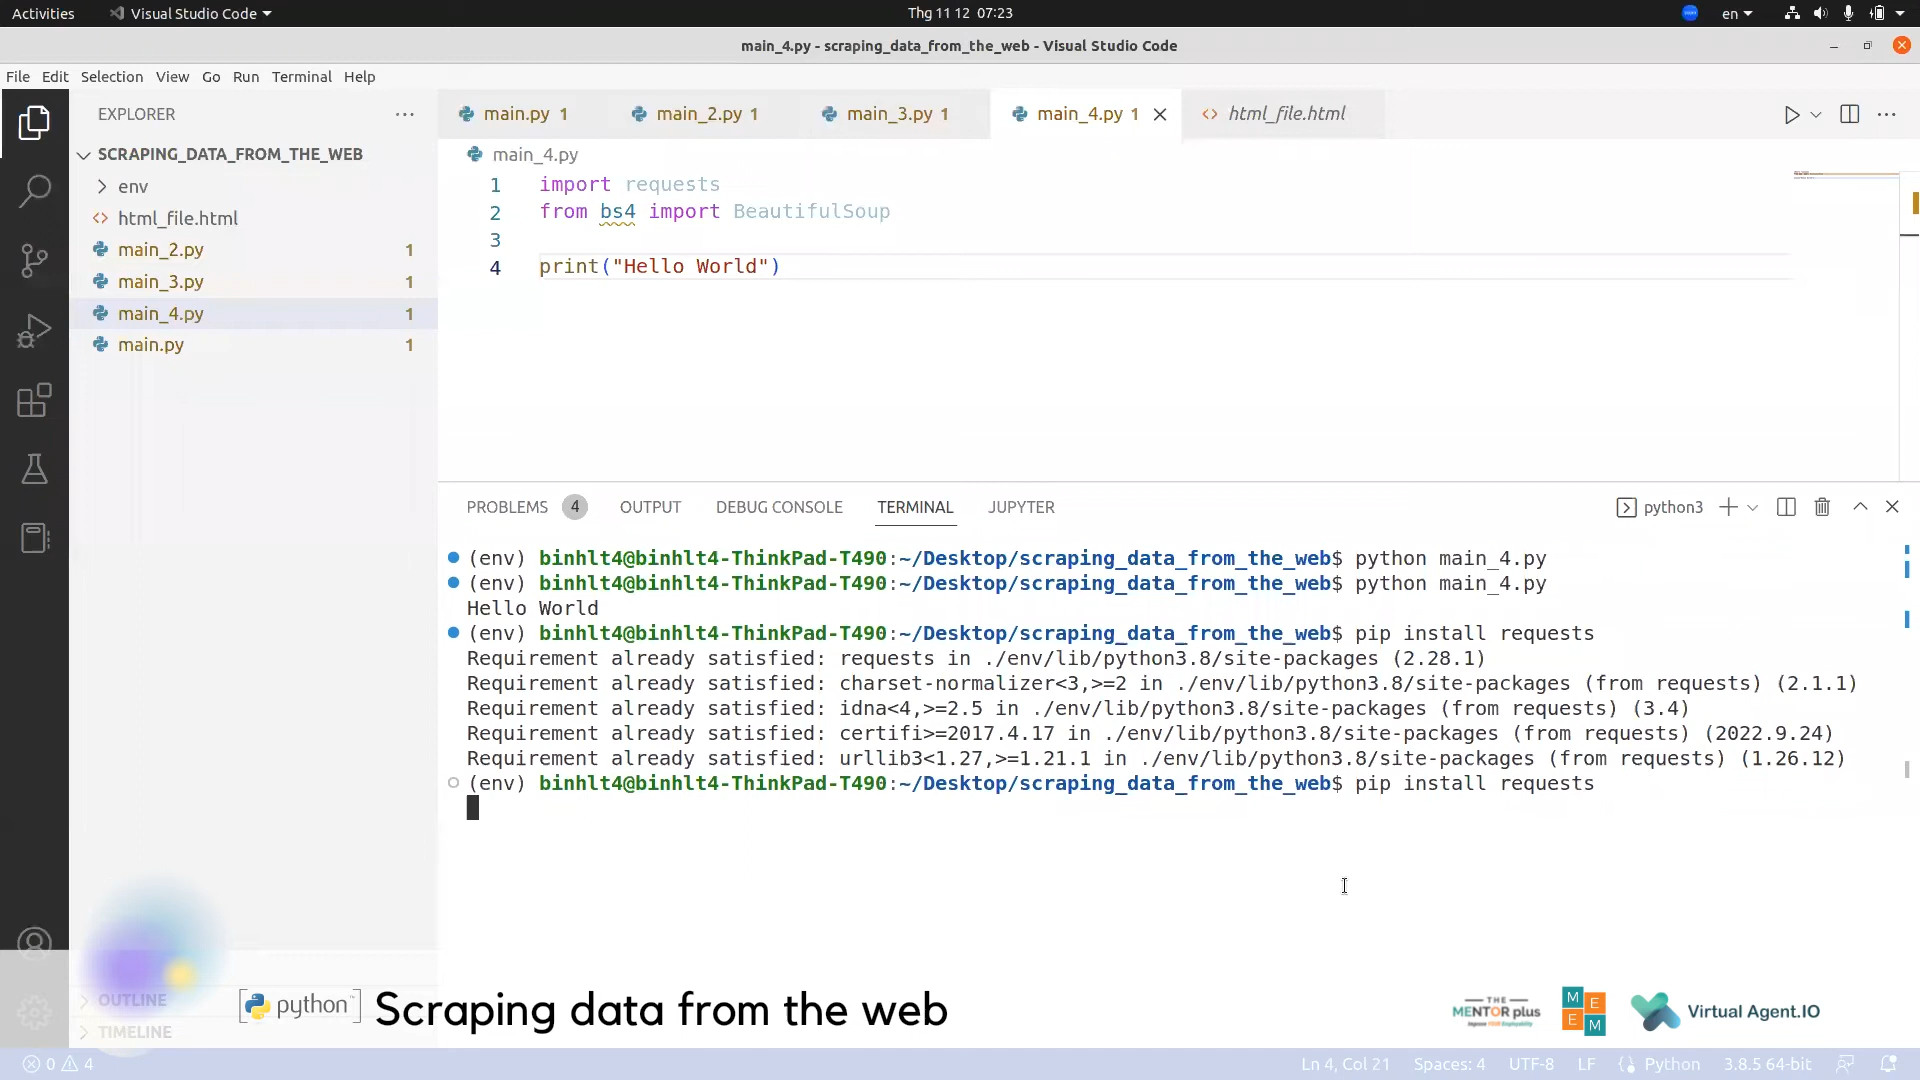 Activities Visual Studio Code Thg 11 12 07:23 en
main_4.py - scraping_data_from_the_web - Visual Studio Code
File Edit Selection View Go Run Terminal Help
EXPLORER
SCRAPING_DATA_FROM_THE_WEB
env
html_file.html
main_2.py 1
main_3.py 1
main_4.py 1
main.py 1
OUTLINE
TIMELINE
main.py 1 main_2.py 1 main_3.py 1 main_4.py 1 html_file.html
main_4.py
1 import requests
2 from bs4 import BeautifulSoup
3
4 print("Hello World")
PROBLEMS 4 OUTPUT DEBUG CONSOLE TERMINAL JUPYTER python3
(env) binhlt4@binhlt4-ThinkPad-T490:~/Desktop/scraping_data_from_the_web$ python main_4.py
(env) binhlt4@binhlt4-ThinkPad-T490:~/Desktop/scraping_data_from_the_web$ python main_4.py
Hello World
(env) binhlt4@binhlt4-ThinkPad-T490:~/Desktop/scraping_data_from_the_web$ pip install requests
Requirement already satisfied: requests in ./env/lib/python3.8/site-packages (2.28.1)
Requirement already satisfied: charset-normalizer<3,>=2 in ./env/lib/python3.8/site-packages (from requests) (2.1.1)
Requirement already satisfied: idna<4,>=2.5 in ./env/lib/python3.8/site-packages (from requests) (3.4)
Requirement already satisfied: certifi>=2017.4.17 in ./env/lib/python3.8/site-packages (from requests) (2022.9.24)
Requirement already satisfied: urllib3<1.27,>=1.21.1 in ./env/lib/python3.8/site-packages (from requests) (1.26.12)
(env) binhlt4@binhlt4-ThinkPad-T490:~/Desktop/scraping_data_from_the_web$ pip install requests
python Scraping data from the web
THE
MENTOR plus
Improve YOUR Employability
M E
E M
Virtual Agent.IO
0 4 Ln 4, Col 21 Spaces: 4 UTF-8 LF Python 3.8.5 64-bit